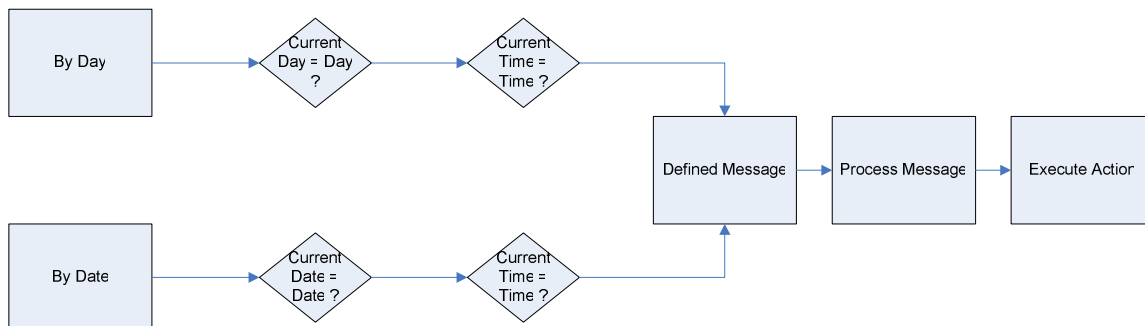 By Day
Current
Day = Day
?
Current
Time =
Time ?
Defined Message
Process Message
Execute Action
By Date
Current
Date =
Date ?
Current
Time =
Time ?